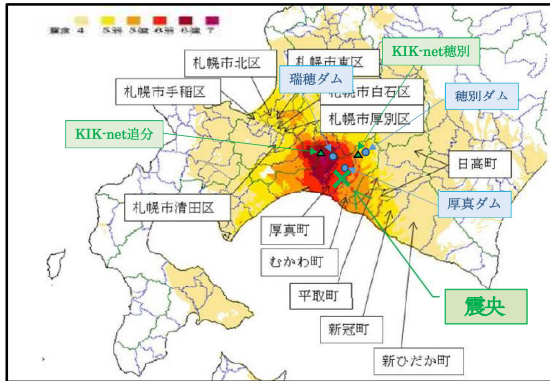 震度 4 5弱 5強 6弱 6強 7
札幌市北区
札幌市東区
KIK-net穂別
札幌市手稲区
瑞穂ダム
札幌市白石区
穂別ダム
KIK-net追分
札幌市厚別区
日高町
札幌市清田区
厚真ダム
厚真町
むかわ町
平取町
震央
新冠町
新ひだか町